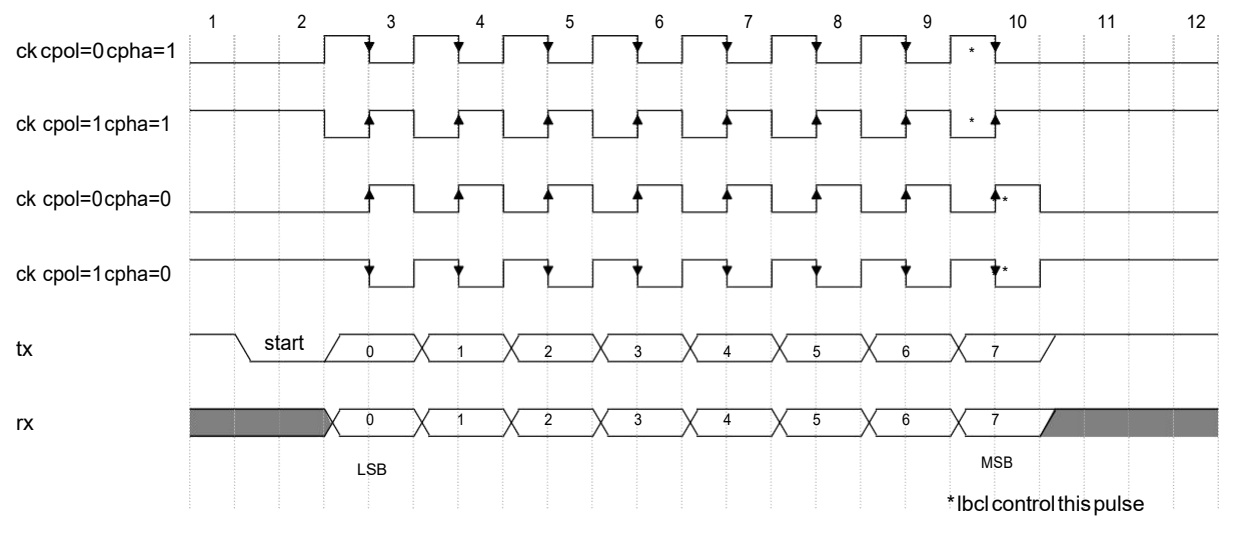 1 2 3 4 5 6 7 8 9 10 11 12
ck cpol=0 cpha=1 *
ck cpol=1 cpha=1 *
ck cpol=0 cpha=0 *
ck cpol=1 cpha=0 *
tx start 0 1 2 3 4 5 6 7
rx 0 1 2 3 4 5 6 7
LSB MSB
* lbcl control this pulse